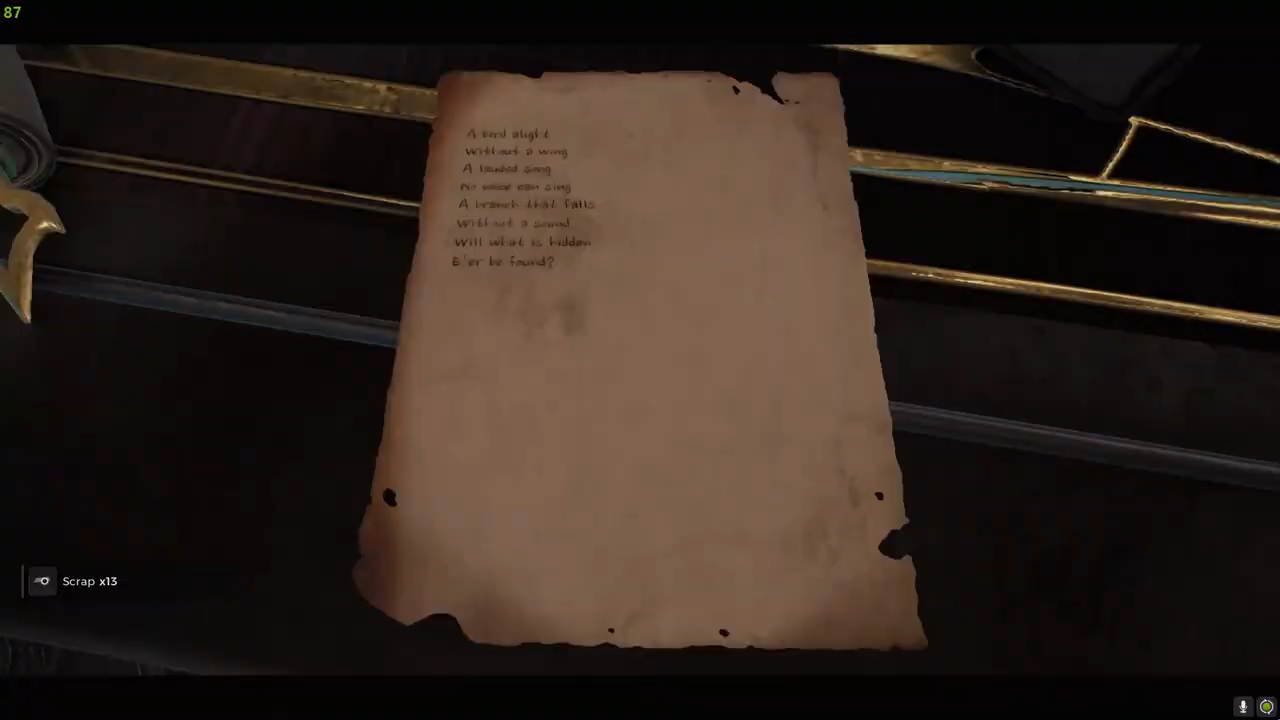 87
A bird alight
Without a wing
A lauded song
No voice can sing
A branch that falls
Without a sound
Will what is hidden
E'er be found?
Scrap x13